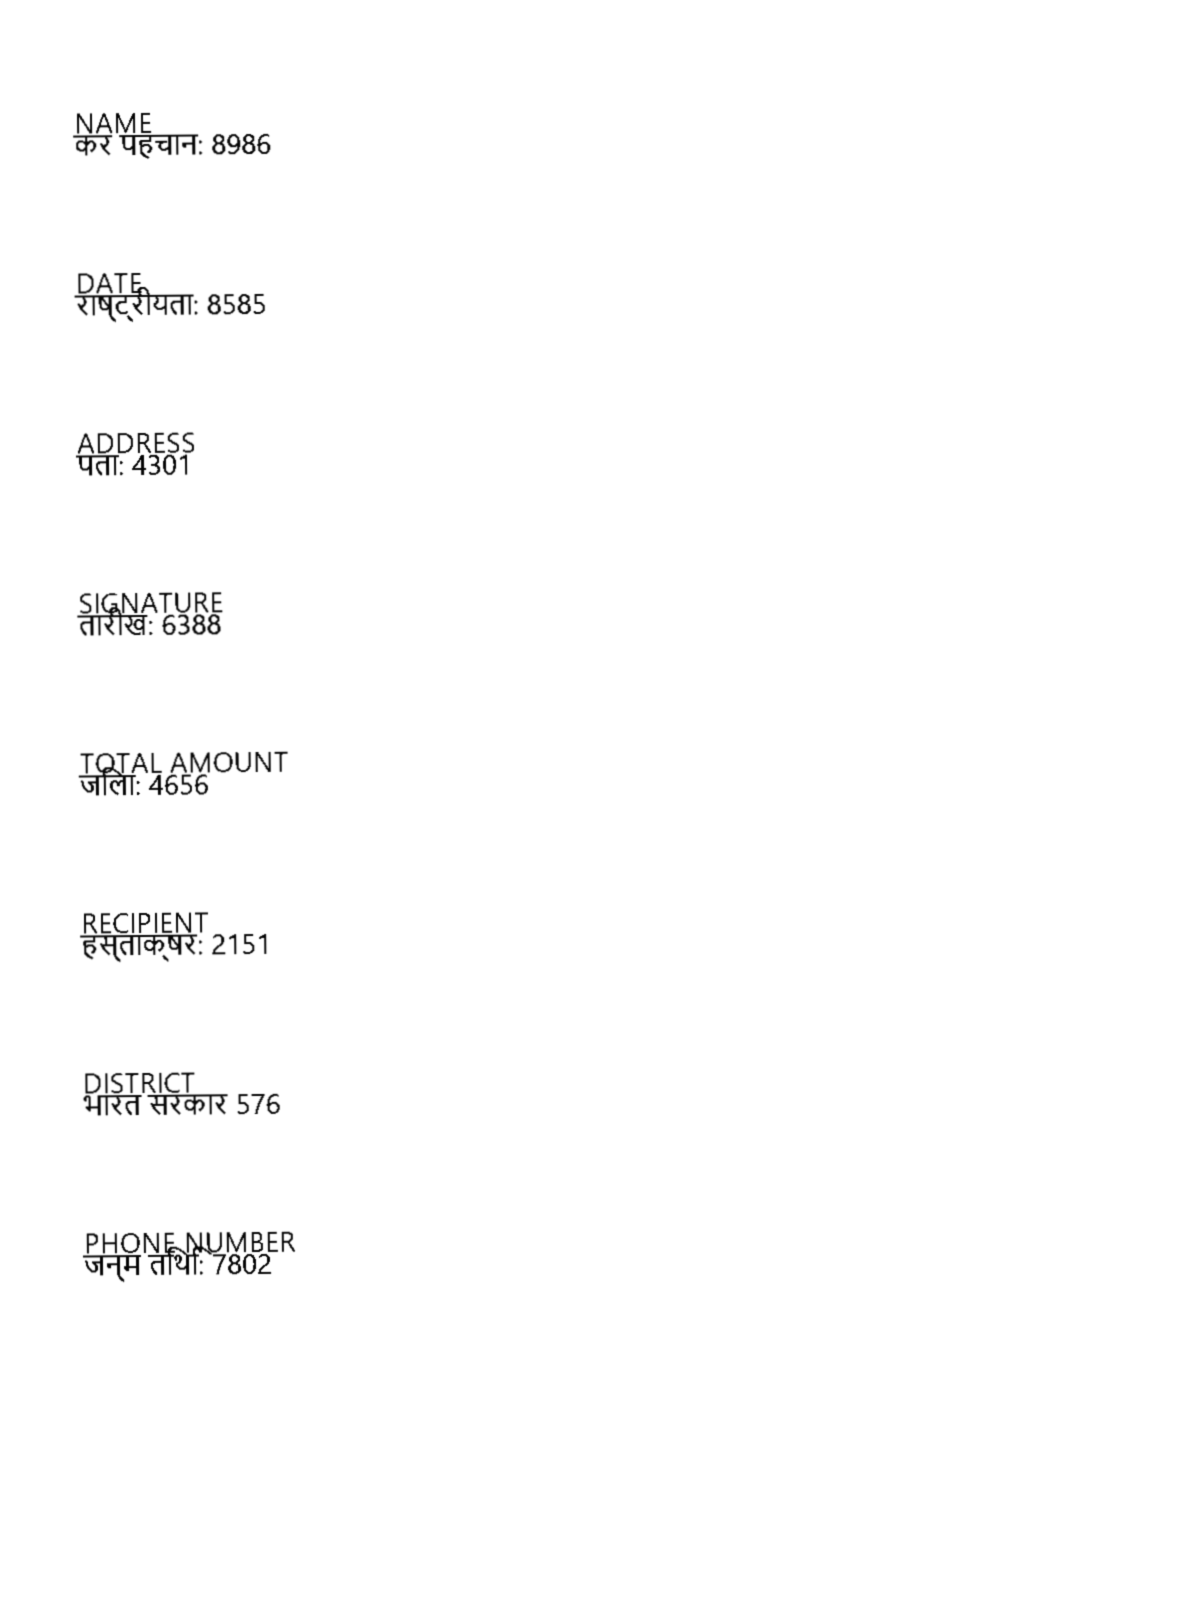 NAME
कर पहचान: 8986
DATE
राष्ट्रीयता: 8585
ADDRESS
पता: 4301
SIGNATURE
तारीख: 6388
TOTAL AMOUNT
जिला: 4656
RECIPIENT
हस्ताक्षर: 2151
DISTRICT
भारत सरकार 576
PHONE NUMBER
जन्म तिथि: 7802